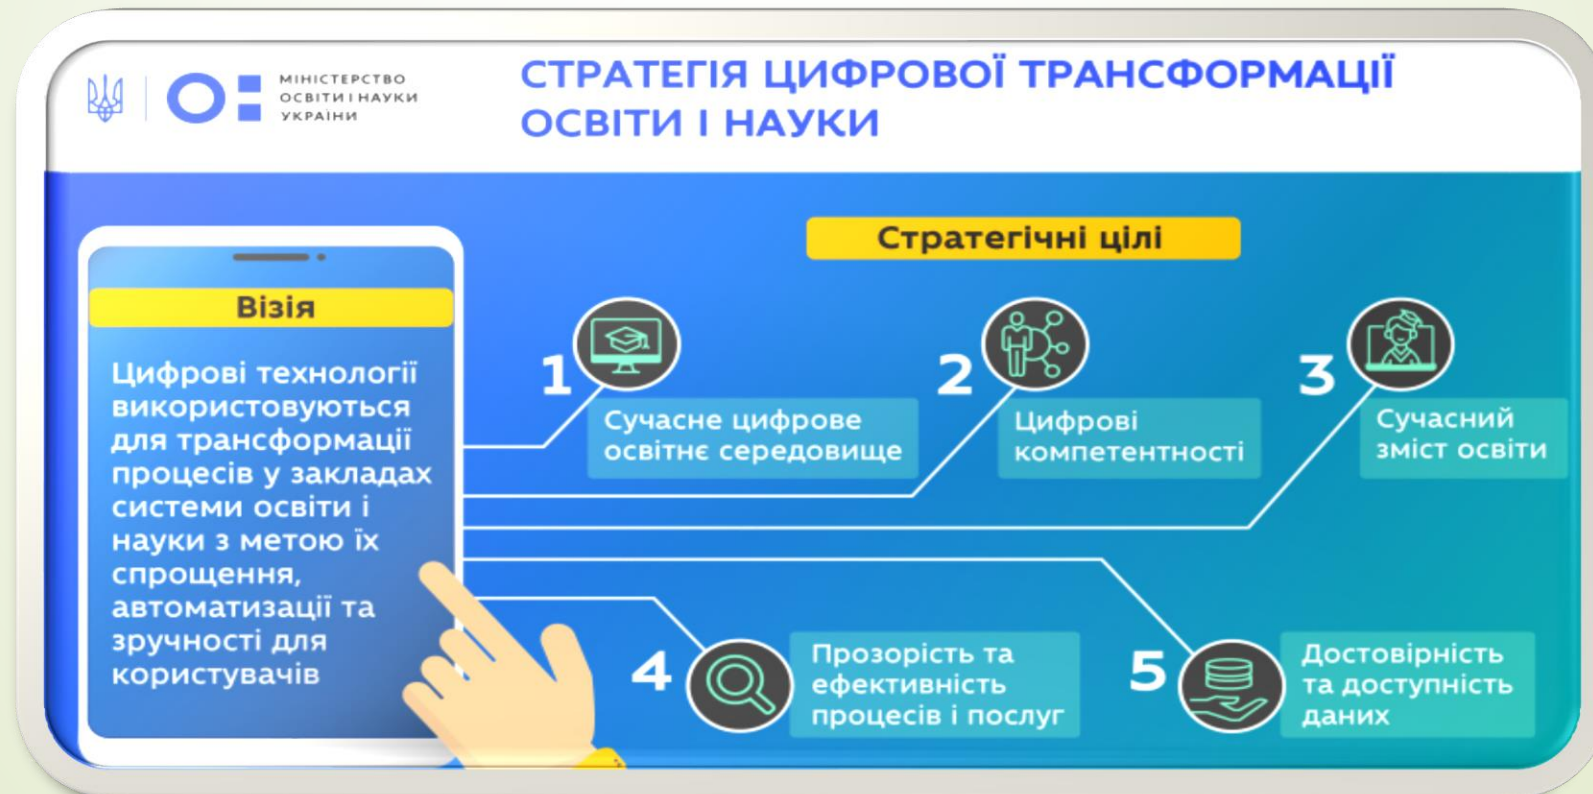 МІНІСТЕРСТВО
ОСВІТИ І НАУКИ
УКРАЇНИ
СТРАТЕГІЯ ЦИФРОВОЇ ТРАНСФОРМАЦІЇ
ОСВІТИ І НАУКИ
Візія
Цифрові технології
використовуються
для трансформації
процесів у закладах
системи освіти і
науки з метою їх
спрощення,
автоматизації та
зручності для
користувачів
Стратегічні цілі
1
Сучасне цифрове
освітнє середовище
2
Цифрові
компетентності
3
Сучасний
зміст освіти
4
Прозорість та
ефективність
процесів і послуг
5
Достовірність
та доступність
даних